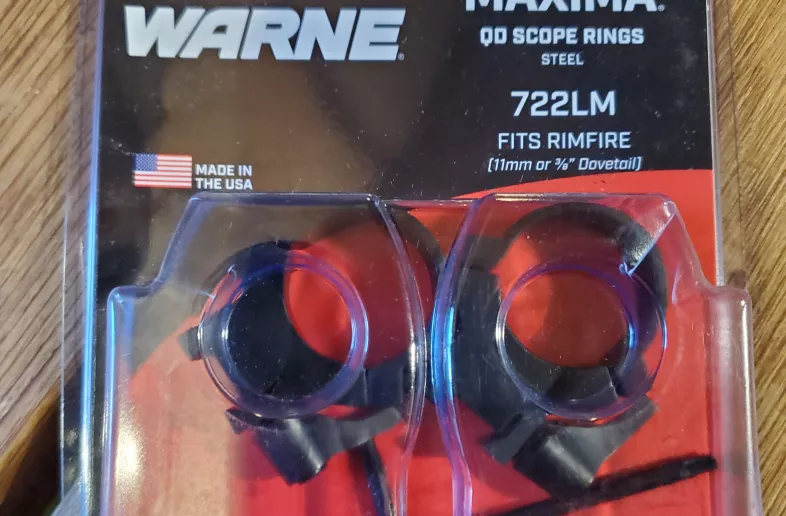 WARNE
MAXIMA
QD SCOPE RINGS
STEEL
722LM
FITS RIMFIRE
(11mm or ⅜” Dovetail)
MADE IN
THE USA